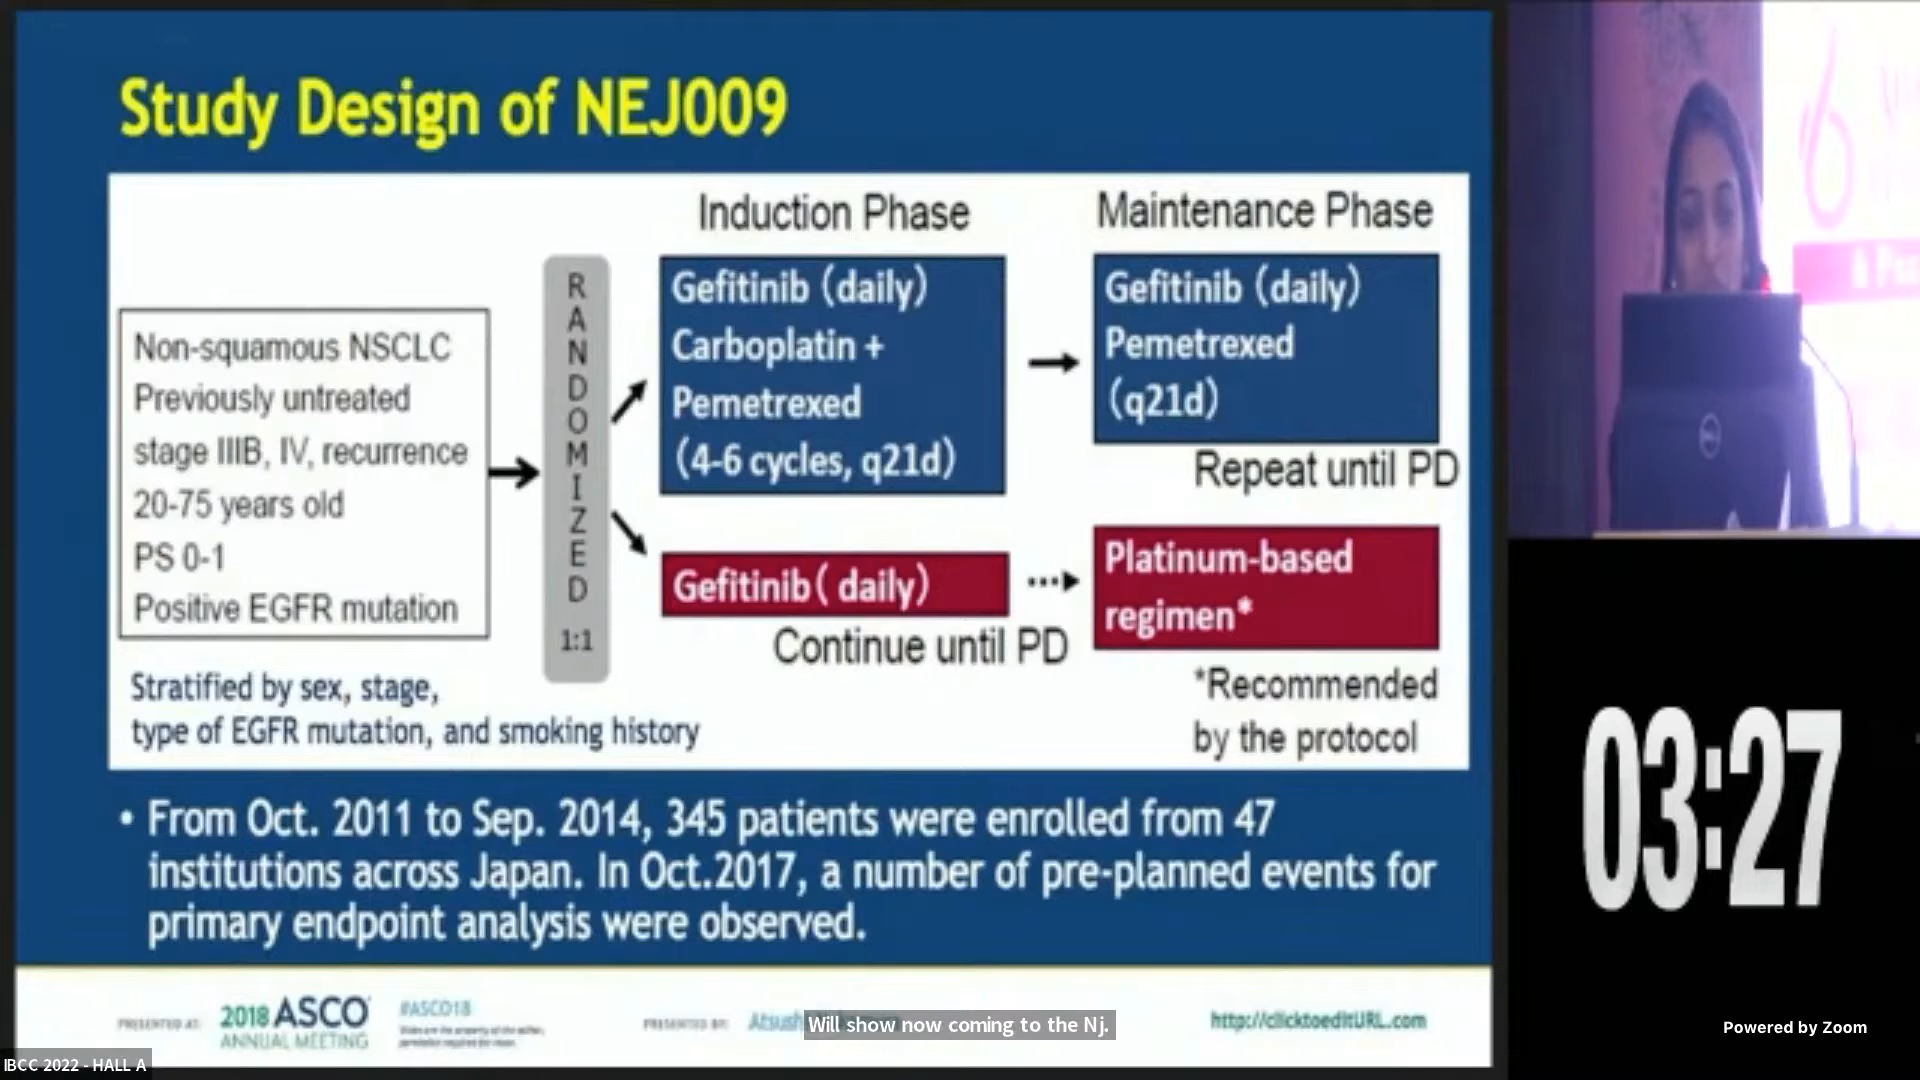 Study Design of NEJ009
Induction Phase
Maintenance Phase
Non-squamous NSCLC
Previously untreated
stage IIIB, IV, recurrence
20-75 years old
PS 0-1
Positive EGFR mutation
Stratified by sex, stage,
type of EGFR mutation, and smoking history
RANDOMIZED
1:1
Gefitinib (daily)
Carboplatin +
Pemetrexed
(4-6 cycles, q21d)
Gefitinib (daily)
Pemetrexed
(q21d)
Repeat until PD
Gefitinib ( daily)
Continue until PD
Platinum-based
regimen*
*Recommended
by the protocol
• From Oct. 2011 to Sep. 2014, 345 patients were enrolled from 47
institutions across Japan. In Oct.2017, a number of pre-planned events for
primary endpoint analysis were observed.
PRESENTED AT:
2018 ASCO
ANNUAL MEETING
#ASCO18
PRESENTED BY:
http://clicktoeditURL.com
Will show now coming to the Nj.
IBCC 2022 - HALL A
6
03:27
Powered by Zoom